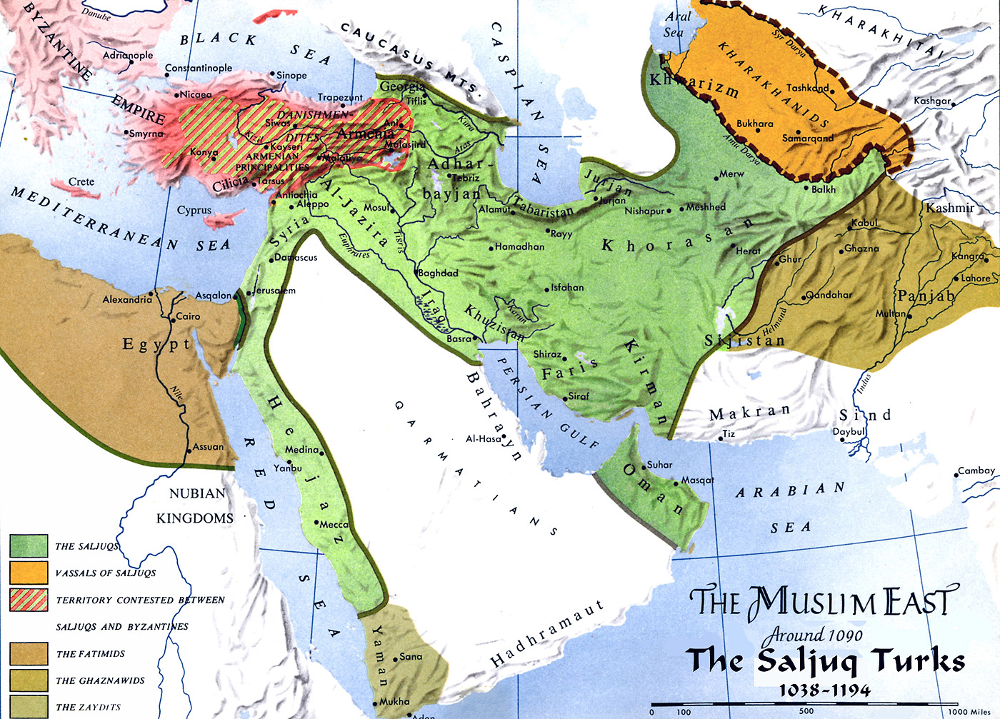 BYZANTINE
EMPIRE
Danube
BLACK SEA
CAUCASUS MTS.
CASPIAN SEA
Aral
Sea
KHARAKHITAI
Syr Darya
KHARAKHANIDS
Khwarizm
Tashkand
Kashgar
Bukhara
Samarqand
Amu Darya
Adrianople
Constantinople
Sinope
Nicaea
Trapezunt
Georgia
Tiflis
Kura
DANISHMEN-
DITES
Siwas
Ani
Armenia
Aras
Smyrna
Kizil
Kayseri
Malasjird
Konya
ARMENIAN
PRINCIPALITIES
Malatiya
Adhar-
bayjan
Tebriz
Jurjan
Merw
Balkh
Crete
Cilicia
Tarsus
Antiochia
Aleppo
Al-Jazira
Mosul
Alamut
Tabaristan
Jurjan
Nishapur
Meshhed
Kashmir
MEDITERRANEAN SEA
Cyprus
Syria
Euphrates
Tigris
Rayy
Khorasan
Kabul
Hamadhan
Herat
Ghur
Ghazna
Kangra
Damascus
Baghdad
Lahore
Alexandria
Asqalon
Jerusalem
Isfahan
Qandahar
Panjab
Cairo
Iraq
Karun
Khuzistan
Helmand
Multan
Egypt
Basra
Sijistan
Shiraz
Faris
Kirman
Indus
Nile
PERSIAN GULF
Siraf
Bahrayn
Hejaz
QARMATIANS
Makran
Sind
Al-Hasa
Tiz
Daybul
Assuan
Medina
Yanbu
RED SEA
Suhar
Oman
Masqat
Cambay
NUBIAN
KINGDOMS
ARABIAN
SEA
Mecca
THE SALJUQS
VASSALS OF SALJUQS
TERRITORY CONTESTED BETWEEN
SALJUQS AND BYZANTINES
THE FATIMIDS
THE GHAZNAWIDS
THE ZAYDITS
Yaman
Sana
Mukha
Aden
Hadhramaut
THE MUSLIM EAST
Around 1090
The Saljuq Turks
1038-1194
0 100 500 1000 Miles